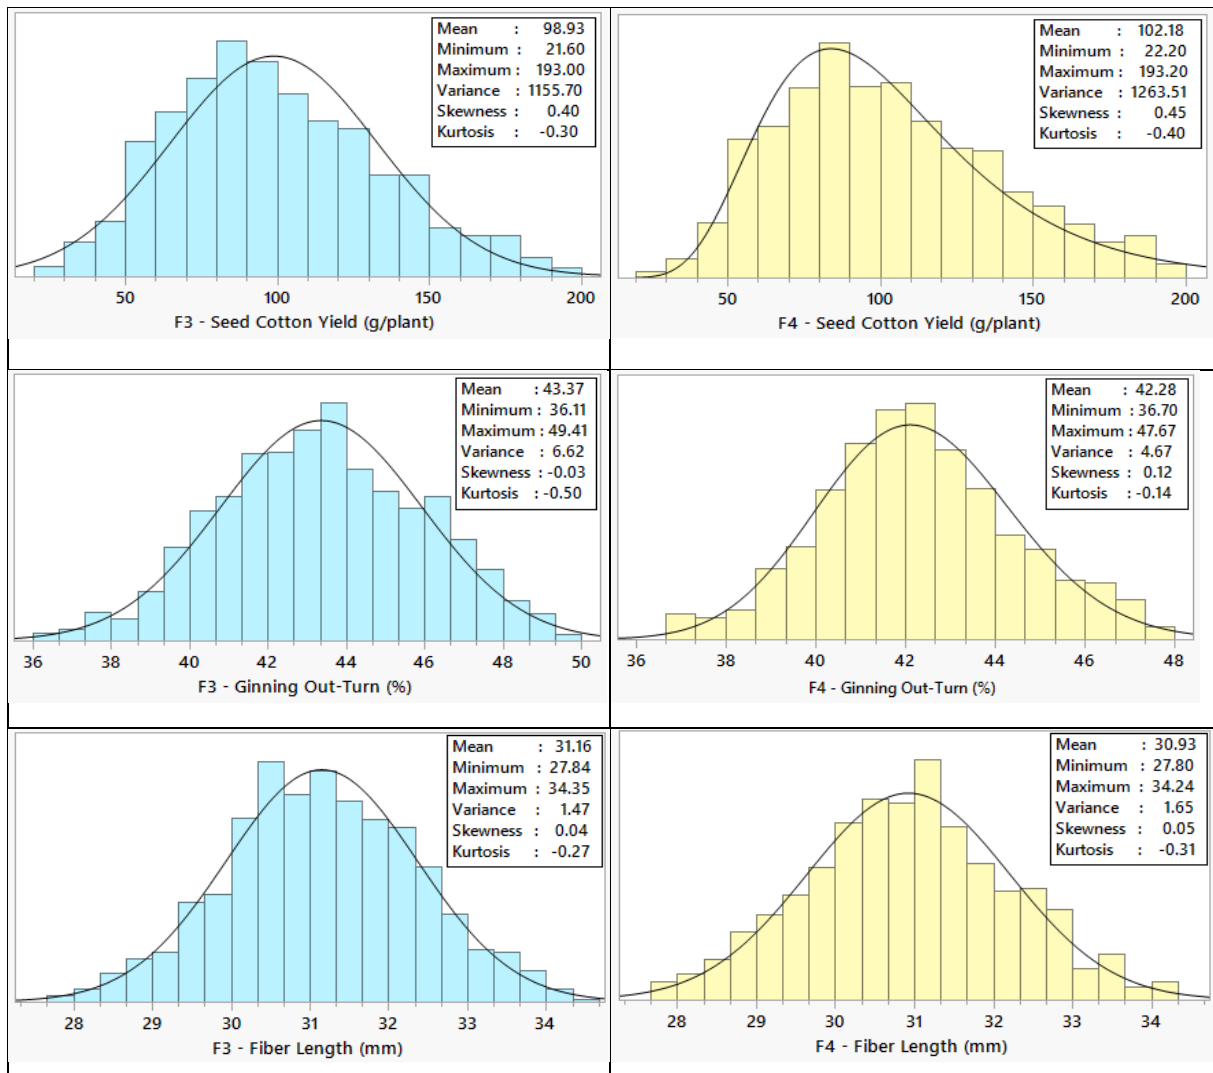 Mean : 98.93
Minimum : 21.60
Maximum : 193.00
Variance : 1155.70
Skewness : 0.40
Kurtosis : -0.30
50 100 150 200
F3 - Seed Cotton Yield (g/plant)
Mean : 102.18
Minimum : 22.20
Maximum : 193.20
Variance : 1263.51
Skewness : 0.45
Kurtosis : -0.40
50 100 150 200
F4 - Seed Cotton Yield (g/plant)
Mean : 43.37
Minimum : 36.11
Maximum : 49.41
Variance : 6.62
Skewness : -0.03
Kurtosis : -0.50
36 38 40 42 44 46 48 50
F3 - Ginning Out-Turn (%)
Mean : 42.28
Minimum : 36.70
Maximum : 47.67
Variance : 4.67
Skewness : 0.12
Kurtosis : -0.14
36 38 40 42 44 46 48
F4 - Ginning Out-Turn (%)
Mean : 31.16
Minimum : 27.84
Maximum : 34.35
Variance : 1.47
Skewness : 0.04
Kurtosis : -0.27
28 29 30 31 32 33 34
F3 - Fiber Length (mm)
Mean : 30.93
Minimum : 27.80
Maximum : 34.24
Variance : 1.65
Skewness : 0.05
Kurtosis : -0.31
28 29 30 31 32 33 34
F4 - Fiber Length (mm)